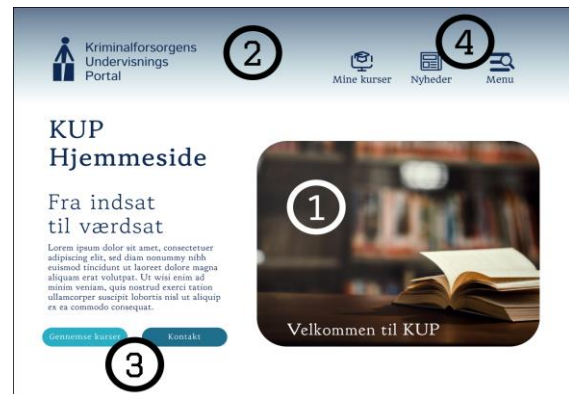 Kriminalforsorgens
Undervisnings
Portal
2
4
Mine kurser
Nyheder
Menu
KUP
Hjemmeside
Fra indsat
til værdsat
Lorem ipsum dolor sit amet, consectetuer
adipiscing elit, sed diam nonummy nibh
euismod tincidunt ut laoreet dolore magna
aliquam erat volutpat. Ut wisi enim ad
minim veniam, quis nostrud exerci tation
ullamcorper suscipit lobortis nisl ut aliquip
ex ea commodo consequat.
Gennemse kurser
Kontakt
3
1
Velkommen til KUP